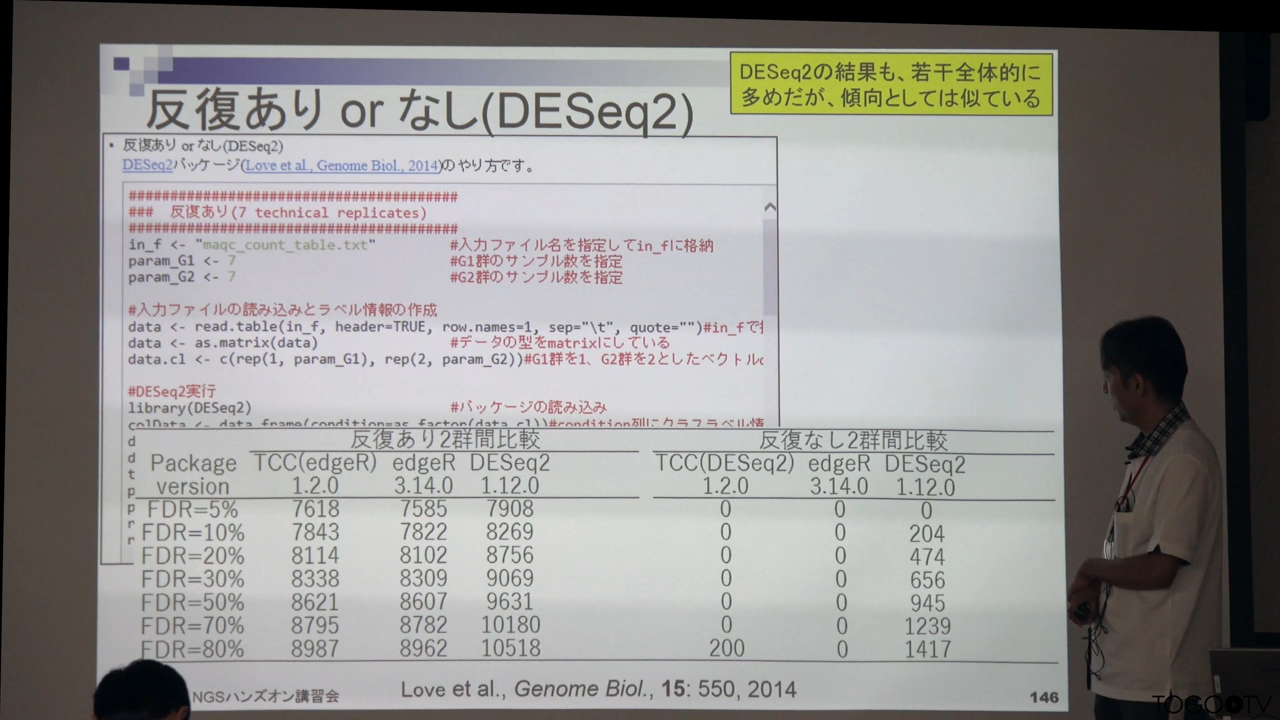 DESeq2の結果も、若干全体的に
多めだが、傾向としては似ている
反復あり or なし(DESeq2)
• 反復あり or なし(DESeq2)
DESeq2パッケージ(Love et al., Genome Biol., 2014)のやり方です。
########################################
### 反復あり(7 technical replicates)
########################################
in_f <- "maqc_count_table.txt" #入力ファイル名を指定してin_fに格納
param_G1 <- 7 #G1群のサンプル数を指定
param_G2 <- 7 #G2群のサンプル数を指定
#入力ファイルの読み込みとラベル情報の作成
data <- read.table(in_f, header=TRUE, row.names=1, sep="\t", quote="")#in_fで
data <- as.matrix(data) #データの型をmatrixにしている
data.cl <- c(rep(1, param_G1), rep(2, param_G2))#G1群を1、G2群を2としたベクトルc
#DESeq2実行
library(DESeq2) #パッケージの読み込み
colData <- data.frame(condition=as.factor(data.cl))#condition列にクラスラベル情
反復あり2群間比較 反復なし2群間比較
Package TCC(edgeR) edgeR DESeq2 TCC(DESeq2) edgeR DESeq2
version 1.2.0 3.14.0 1.12.0 1.2.0 3.14.0 1.12.0
FDR=5% 7618 7585 7908 0 0 0
FDR=10% 7843 7822 8269 0 0 204
FDR=20% 8114 8102 8756 0 0 474
FDR=30% 8338 8309 9069 0 0 656
FDR=50% 8621 8607 9631 0 0 945
FDR=70% 8795 8782 10180 0 0 1239
FDR=80% 8987 8962 10518 200 0 1417
NGSハンズオン講習会
Love et al., Genome Biol., 15: 550, 2014
146
TOGOTV